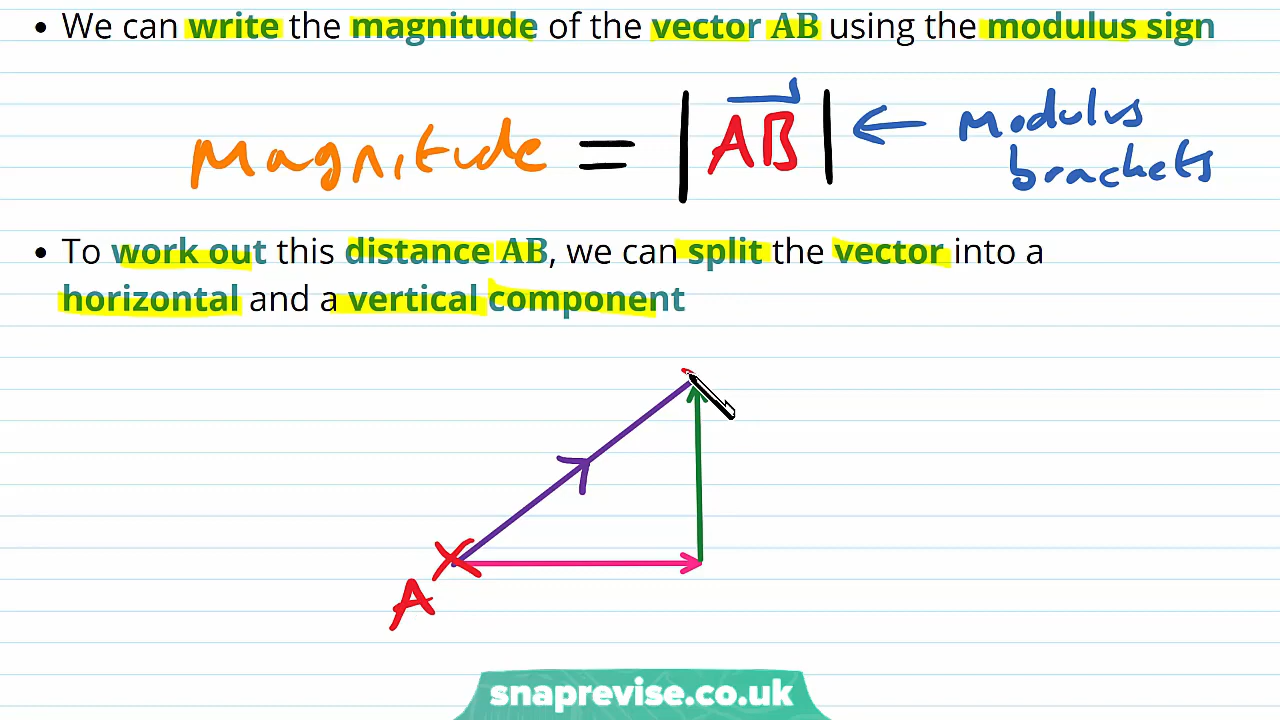 • We can write the magnitude of the vector AB using the modulus sign
magnitude = | AB | ← modulus
brackets
• To work out this distance AB, we can split the vector into a
horizontal and a vertical component
A
snaprevise.co.uk